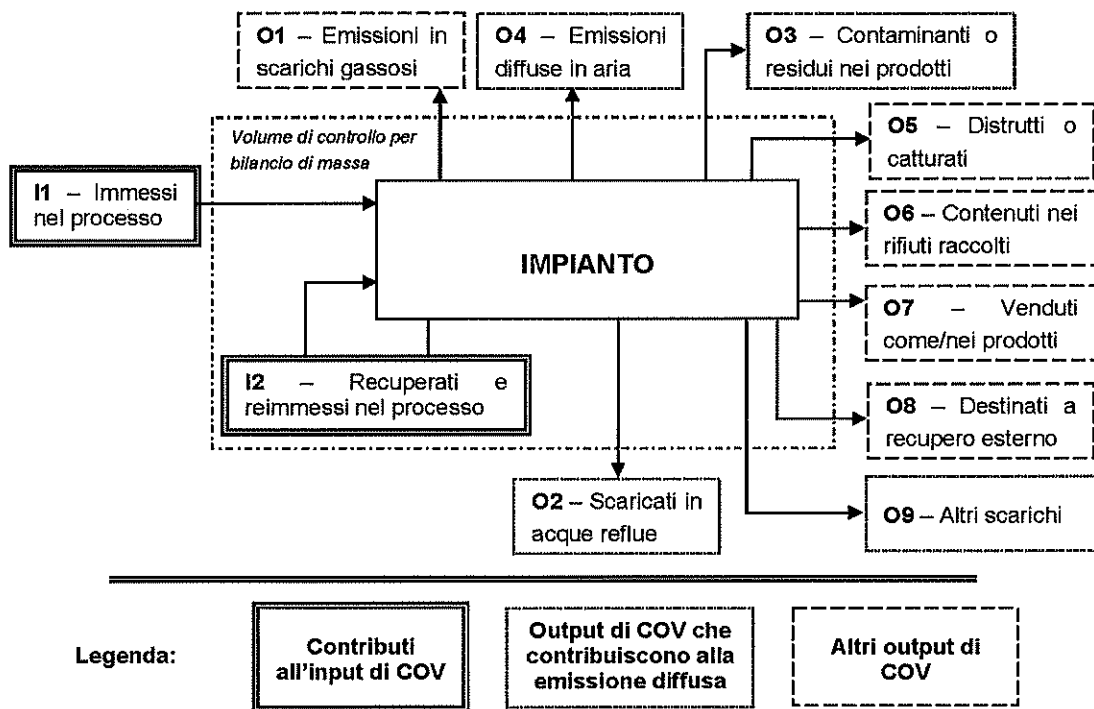 O1 – Emissioni in
scarichi gassosi
O4 – Emissioni
diffuse in aria
O3 – Contaminanti o
residui nei prodotti
Volume di controllo per
bilancio di massa
O5 – Distrutti o
catturati
I1 – Immessi
nel processo
O6 – Contenuti nei
rifiuti raccolti
IMPIANTO
O7 – Venduti
come/nei prodotti
I2 – Recuperati e
reimmessi nel processo
O8 – Destinati a
recupero esterno
O2 – Scaricati in
acque reflue
O9 – Altri scarichi
Legenda:
Contributi
all'input di COV
Output di COV che
contribuiscono alla
emissione diffusa
Altri output di
COV